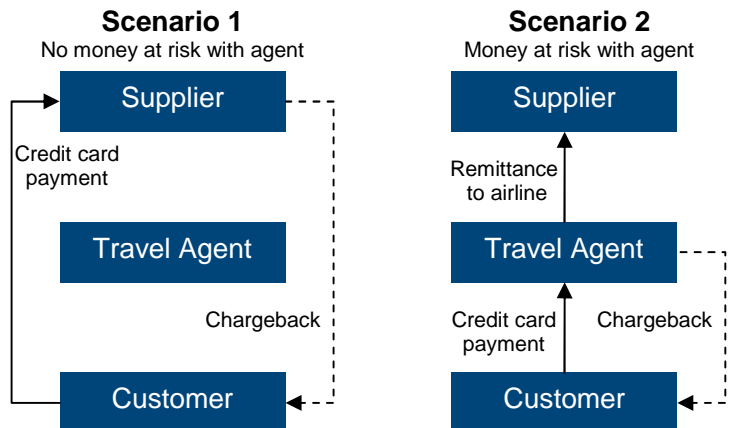 Scenario 1
No money at risk with agent
Supplier
Credit card
payment
Travel Agent
Chargeback
Customer
Scenario 2
Money at risk with agent
Supplier
Remittance
to airline
Travel Agent
Credit card
payment
Chargeback
Customer